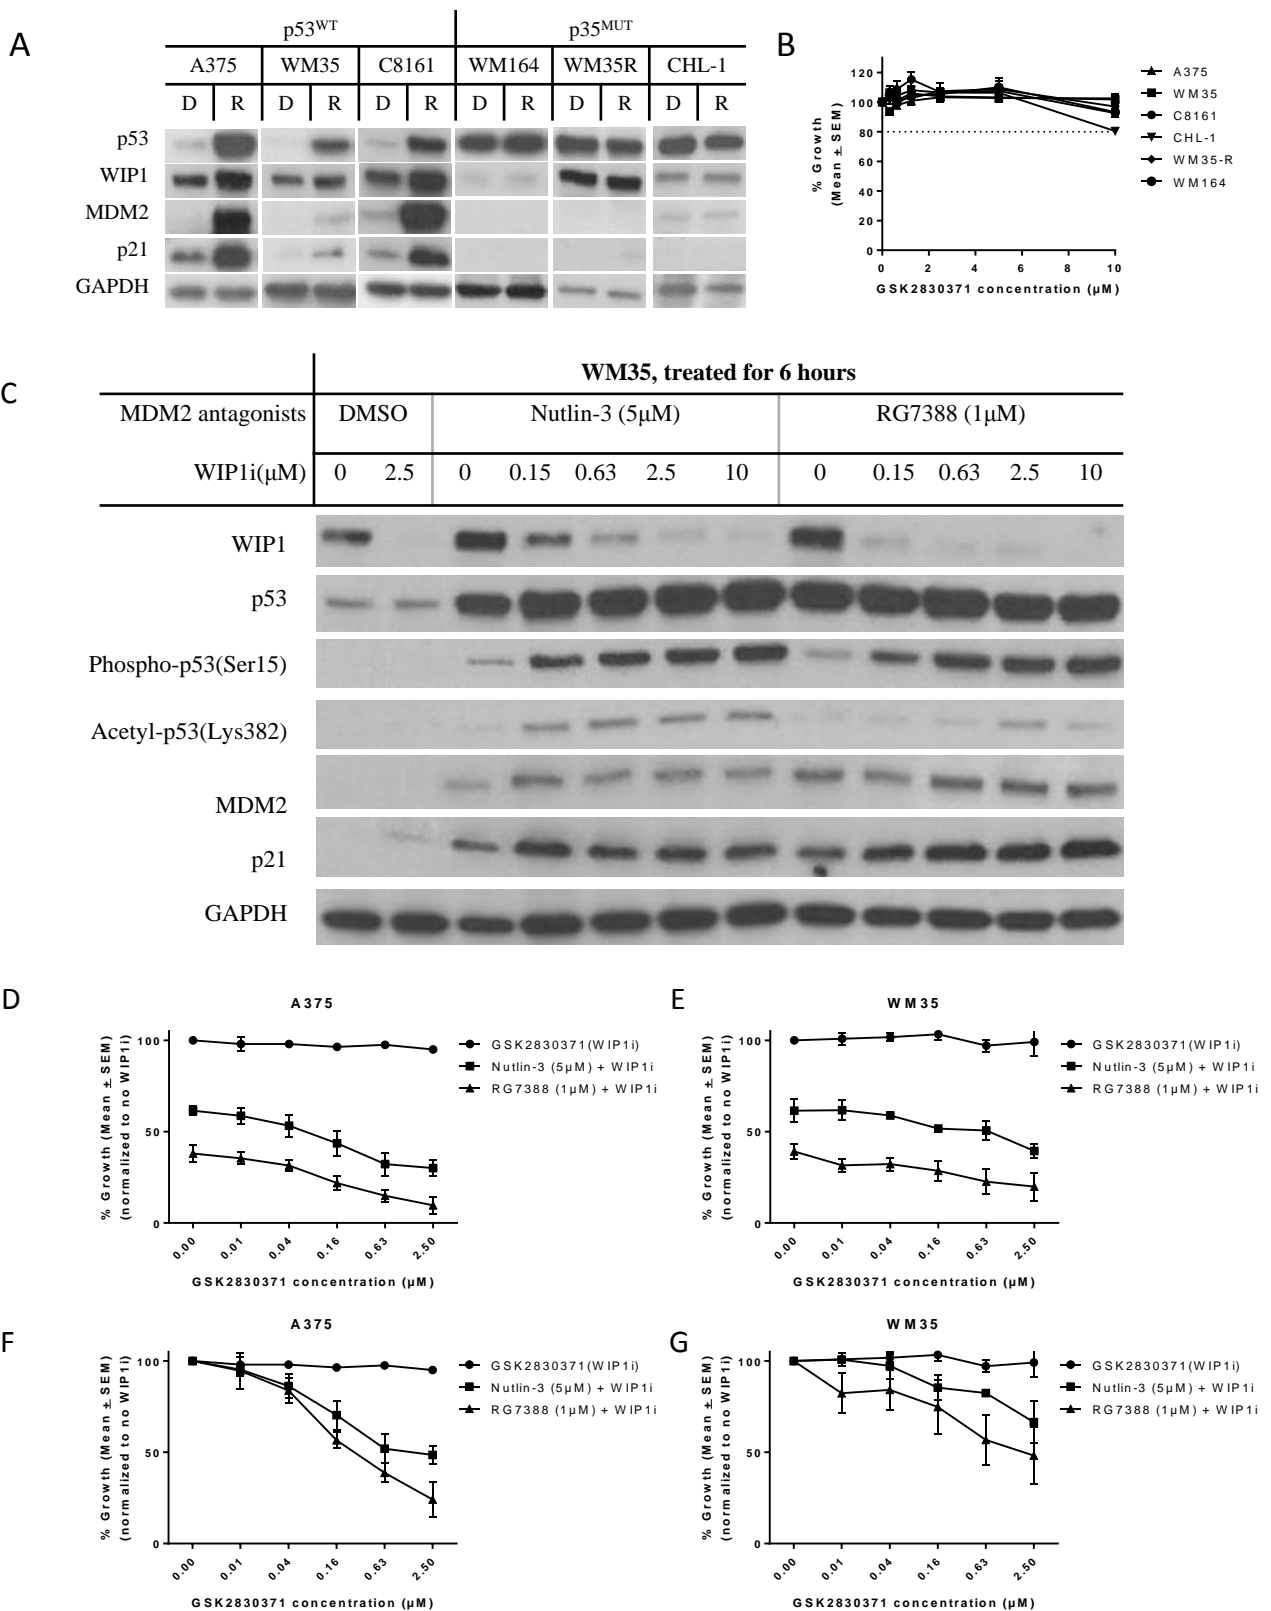 A
p53WT
p35MUT
A375 WM35 C8161 WM164 WM35R CHL-1
D R D R D R D R D R D R
p53
WIP1
MDM2
p21
GAPDH
B
% Growth
(Mean ± SEM)
120
100
80
60
40
20
0
0 2 4 6 8 10
GSK2830371 concentration (µM)
A375
WM35
C8161
CHL-1
WM35-R
WM164
C
WM35, treated for 6 hours
MDM2 antagonists DMSO Nutlin-3 (5µM) RG7388 (1µM)
WIP1i(µM) 0 2.5 0 0.15 0.63 2.5 10 0 0.15 0.63 2.5 10
WIP1
p53
Phospho-p53(Ser15)
Acetyl-p53(Lys382)
MDM2
p21
GAPDH
D
A375
% Growth (Mean ± SEM)
(normalized to no WIP1i)
100
50
0
0.00 0.01 0.04 0.16 0.63 2.50
GSK2830371 concentration (µM)
GSK2830371(WIP1i)
Nutlin-3 (5µM) + WIP1i
RG7388 (1µM) + WIP1i
E
WM35
% Growth (Mean ± SEM)
(normalized to no WIP1i)
100
50
0
0.00 0.01 0.04 0.16 0.63 2.50
GSK2830371 concentration (µM)
GSK2830371(WIP1i)
Nutlin-3 (5µM) + WIP1i
RG7388 (1µM) + WIP1i
F
A375
% Growth (Mean ± SEM)
(normalized to no WIP1i)
100
50
0
0.00 0.01 0.04 0.16 0.63 2.50
GSK2830371 concentration (µM)
GSK2830371(WIP1i)
Nutlin-3 (5µM) + WIP1i
RG7388 (1µM) + WIP1i
G
WM35
% Growth (Mean ± SEM)
(normalized to no WIP1i)
100
50
0
0.00 0.01 0.04 0.16 0.63 2.50
GSK2830371 concentration (µM)
GSK2830371(WIP1i)
Nutlin-3 (5µM) + WIP1i
RG7388 (1µM) + WIP1i